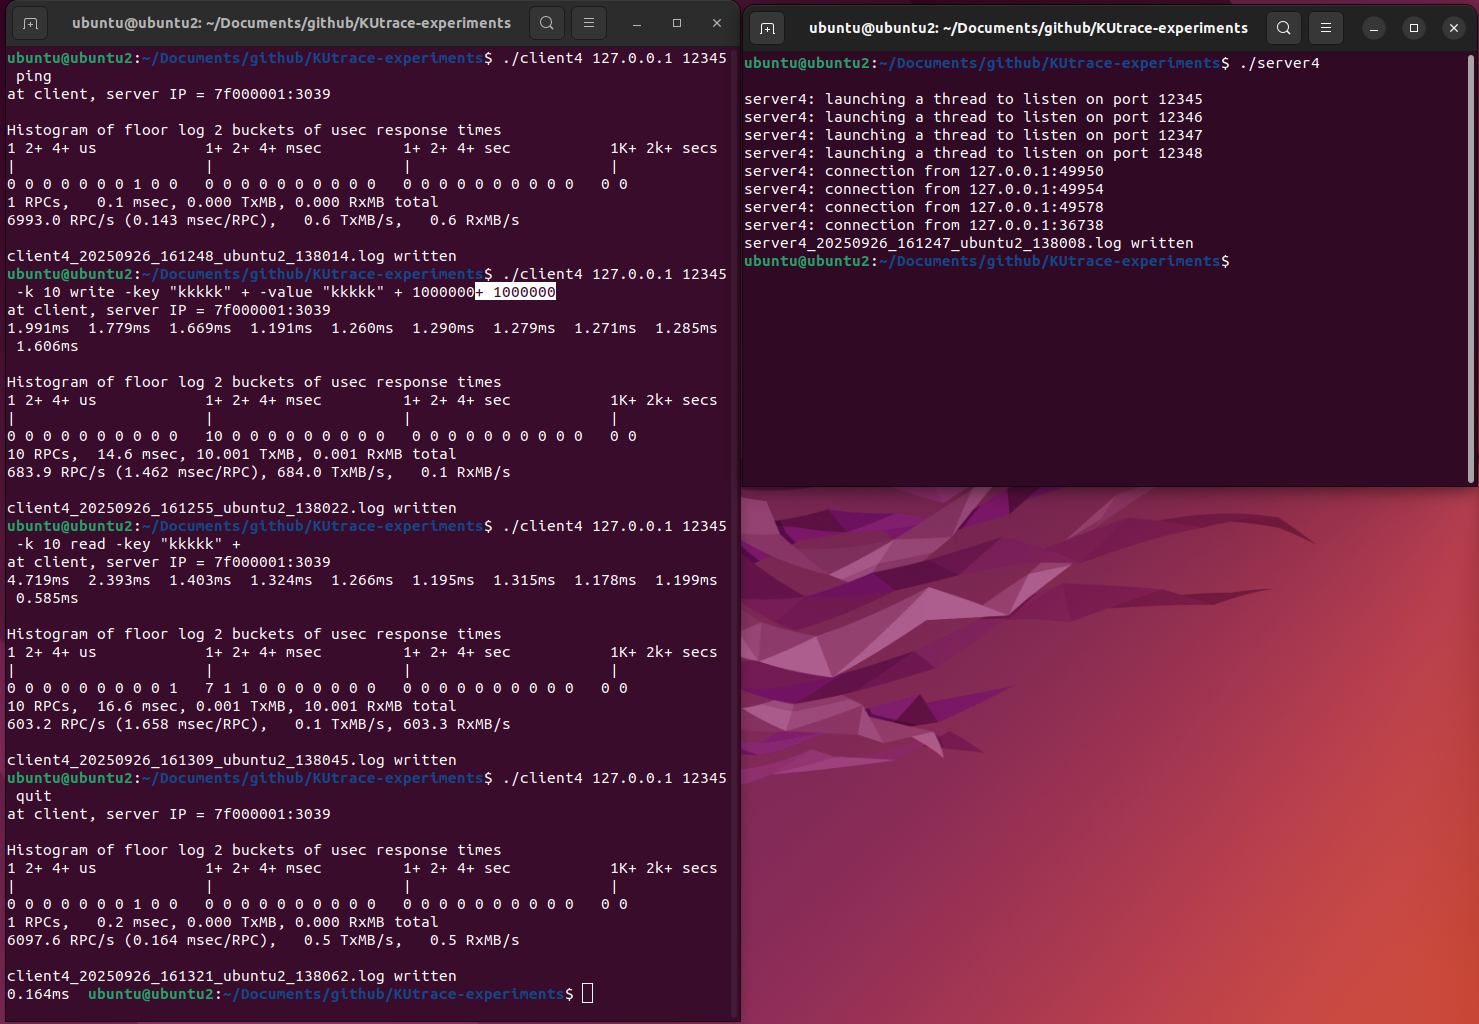 ubuntu@ubuntu2: ~/Documents/github/KUtrace-experiments
ubuntu@ubuntu2:~/Documents/github/KUtrace-experiments$ ./client4 127.0.0.1 12345
 ping
at client, server IP = 7f000001:3039

Histogram of floor log 2 buckets of usec response times
1 2+ 4+ us            1+ 2+ 4+ msec         1+ 2+ 4+ sec           1K+ 2k+ secs
|                     |                     |                      |
0 0 0 0 0 0 0 1 0 0   0 0 0 0 0 0 0 0 0 0   0 0 0 0 0 0 0 0 0 0   0 0
1 RPCs,   0.1 msec, 0.000 TxMB, 0.000 RxMB total
6993.0 RPC/s (0.143 msec/RPC),   0.6 TxMB/s,   0.6 RxMB/s

client4_20250926_161248_ubuntu2_138014.log written
ubuntu@ubuntu2:~/Documents/github/KUtrace-experiments$ ./client4 127.0.0.1 12345
 -k 10 write -key "kkkkk" + -value "kkkkk" + 1000000+ 1000000
at client, server IP = 7f000001:3039
1.991ms  1.779ms  1.669ms  1.191ms  1.260ms  1.290ms  1.279ms  1.271ms  1.285ms
 1.606ms

Histogram of floor log 2 buckets of usec response times
1 2+ 4+ us            1+ 2+ 4+ msec         1+ 2+ 4+ sec           1K+ 2k+ secs
|                     |                     |                      |
0 0 0 0 0 0 0 0 0 0   10 0 0 0 0 0 0 0 0 0   0 0 0 0 0 0 0 0 0 0   0 0
10 RPCs,  14.6 msec, 10.001 TxMB, 0.001 RxMB total
683.9 RPC/s (1.462 msec/RPC), 684.0 TxMB/s,   0.1 RxMB/s

client4_20250926_161255_ubuntu2_138022.log written
ubuntu@ubuntu2:~/Documents/github/KUtrace-experiments$ ./client4 127.0.0.1 12345
 -k 10 read -key "kkkkk" +
at client, server IP = 7f000001:3039
4.719ms  2.393ms  1.403ms  1.324ms  1.266ms  1.195ms  1.315ms  1.178ms  1.199ms
 0.585ms

Histogram of floor log 2 buckets of usec response times
1 2+ 4+ us            1+ 2+ 4+ msec         1+ 2+ 4+ sec           1K+ 2k+ secs
|                     |                     |                      |
0 0 0 0 0 0 0 0 0 1   7 1 1 0 0 0 0 0 0 0   0 0 0 0 0 0 0 0 0 0   0 0
10 RPCs,  16.6 msec, 0.001 TxMB, 10.001 RxMB total
603.2 RPC/s (1.658 msec/RPC),   0.1 TxMB/s, 603.3 RxMB/s

client4_20250926_161309_ubuntu2_138045.log written
ubuntu@ubuntu2:~/Documents/github/KUtrace-experiments$ ./client4 127.0.0.1 12345
 quit
at client, server IP = 7f000001:3039

Histogram of floor log 2 buckets of usec response times
1 2+ 4+ us            1+ 2+ 4+ msec         1+ 2+ 4+ sec           1K+ 2k+ secs
|                     |                     |                      |
0 0 0 0 0 0 0 1 0 0   0 0 0 0 0 0 0 0 0 0   0 0 0 0 0 0 0 0 0 0   0 0
1 RPCs,   0.2 msec, 0.000 TxMB, 0.000 RxMB total
6097.6 RPC/s (0.164 msec/RPC),   0.5 TxMB/s,   0.5 RxMB/s

client4_20250926_161321_ubuntu2_138062.log written
0.164ms  ubuntu@ubuntu2:~/Documents/github/KUtrace-experiments$
ubuntu@ubuntu2: ~/Documents/github/KUtrace-experiments
ubuntu@ubuntu2:~/Documents/github/KUtrace-experiments$ ./server4

server4: launching a thread to listen on port 12345
server4: launching a thread to listen on port 12346
server4: launching a thread to listen on port 12347
server4: launching a thread to listen on port 12348
server4: connection from 127.0.0.1:49950
server4: connection from 127.0.0.1:49954
server4: connection from 127.0.0.1:49578
server4: connection from 127.0.0.1:36738
server4_20250926_161247_ubuntu2_138008.log written
ubuntu@ubuntu2:~/Documents/github/KUtrace-experiments$